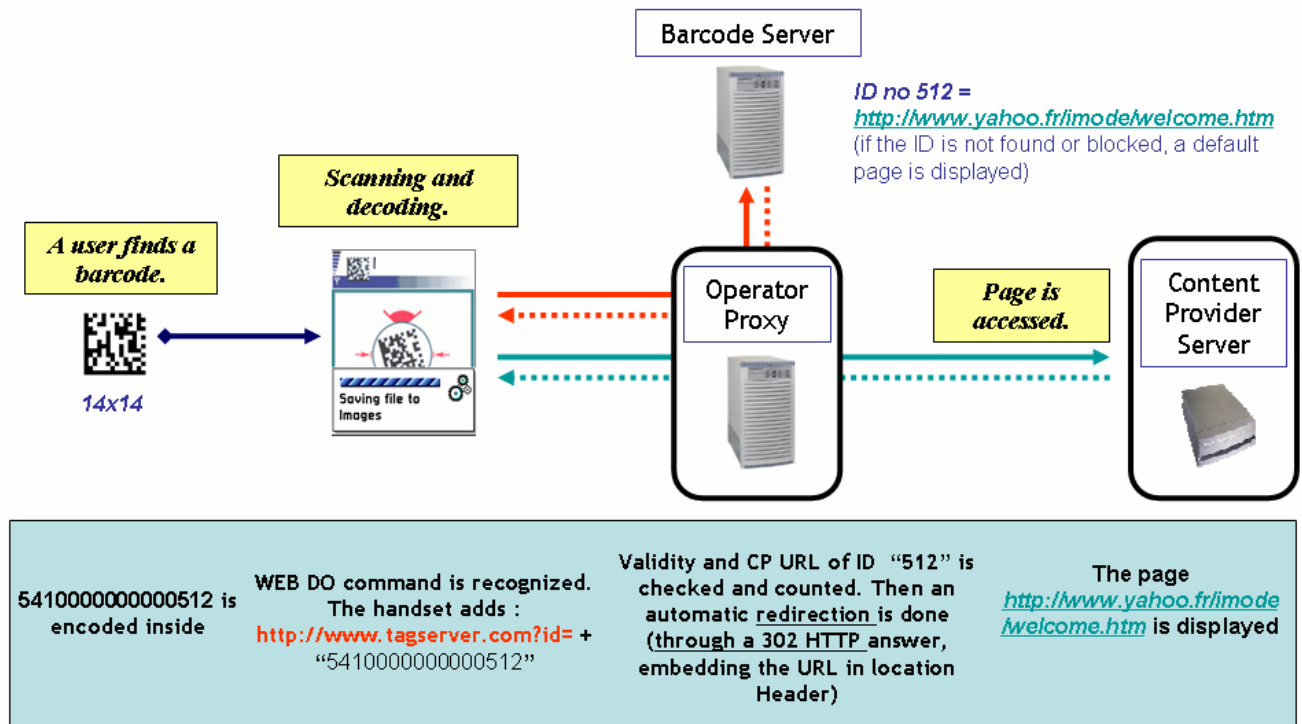 Barcode Server
ID no 512 =
http://www.yahoo.fr/imode/welcome.htm
(if the ID is not found or blocked, a default
page is displayed)
Scanning and
decoding.
A user finds a
barcode.
14x14
Saving file to
Images
Operator
Proxy
Page is
accessed.
Content
Provider
Server
5410000000000512 is
encoded inside
WEB DO command is recognized.
The handset adds :
http://www.tagserver.com?id= +
“5410000000000512”
Validity and CP URL of ID “512” is
checked and counted. Then an
automatic redirection is done
(through a 302 HTTP answer,
embedding the URL in location
Header)
The page
http://www.yahoo.fr/imode
/welcome.htm is displayed